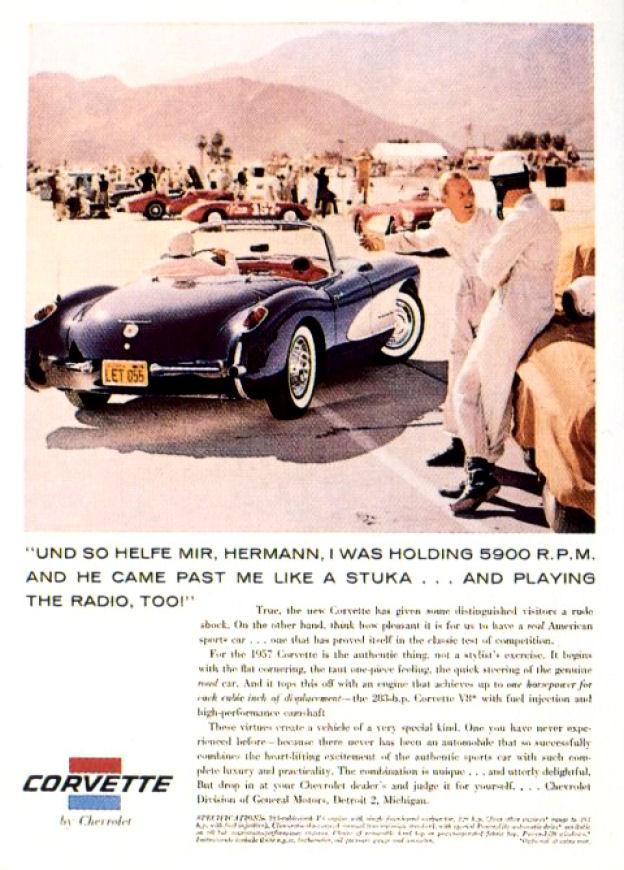 LET 055
"UND SO HELFE MIR, HERMANN, I WAS HOLDING 5900 R.P.M.
AND HE CAME PAST ME LIKE A STUKA . . . AND PLAYING
THE RADIO, TOO!"
True, the new Corvette has given some distinguished visitors a rude
shock. On the other hand, think how pleasant it is for us to have a real American
sports car . . . one that has proved itself in the classic test of competition.
For the 1957 Corvette is the authentic thing, not a stylist's exercise. It begins
with the flat cornering, the taut one-piece feeling, the quick steering of the genuine
road car. And it tops this off with an engine that achieves up to one horsepower for
each cubic inch of displacement—the 283-h.p. Corvette V8* with fuel injection and
high-performance camshaft
These virtues create a vehicle of a very special kind. One you have never expe-
rienced before—because there never has been an automobile that so successfully
combines the heart-lifting excitement of the authentic sports car with such com-
plete luxury and practicality. The combination is unique . . . and utterly delightful.
But drop in at your Chevrolet dealer's and judge it for yourself. . . . Chevrolet
Division of General Motors, Detroit 2, Michigan.
CORVETTE
by Chevrolet
SPECIFICATIONS:
*Optional at extra cost.